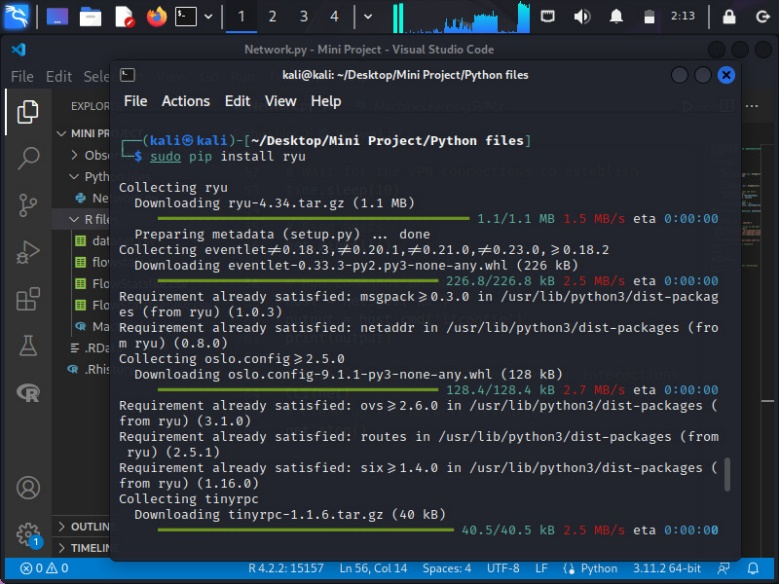 1 2 3 4 2:13
Network.py - Mini Project - Visual Studio Code
File Edit Sele
kali@kali: ~/Desktop/Mini Project/Python files
File Actions Edit View Help
EXPLOR
MINI PR
Obs
Pytho
Ne
R file
dat
flow
Flo
Flo
Ma
.RDa
.Rhis
OUTLIN
TIMELIN
┌──(kali㉿kali)-[~/Desktop/Mini Project/Python files]
└─$ sudo pip install ryu
Collecting ryu
Downloading ryu-4.34.tar.gz (1.1 MB)
1.1/1.1 MB 1.5 MB/s eta 0:00:00
Preparing metadata (setup.py) ... done
Collecting eventlet≠0.18.3,≠0.20.1,≠0.21.0,≠0.23.0,≥0.18.2
Downloading eventlet-0.33.3-py2.py3-none-any.whl (226 kB)
226.8/226.8 kB 2.5 MB/s eta 0:00:00
Requirement already satisfied: msgpack≥0.3.0 in /usr/lib/python3/dist-packag
es (from ryu) (1.0.3)
Requirement already satisfied: netaddr in /usr/lib/python3/dist-packages (fro
m ryu) (0.8.0)
Collecting oslo.config≥2.5.0
Downloading oslo.config-9.1.1-py3-none-any.whl (128 kB)
128.4/128.4 kB 2.7 MB/s eta 0:00:00
Requirement already satisfied: ovs≥2.6.0 in /usr/lib/python3/dist-packages (
from ryu) (3.1.0)
Requirement already satisfied: routes in /usr/lib/python3/dist-packages (from
ryu) (2.5.1)
Requirement already satisfied: six≥1.4.0 in /usr/lib/python3/dist-packages (
from ryu) (1.16.0)
Collecting tinyrpc
Downloading tinyrpc-1.1.6.tar.gz (40 kB)
40.5/40.5 kB 2.5 MB/s eta 0:00:00
1
0 0 R 4.2.2: 15157 Ln 56, Col 14 Spaces: 4 UTF-8 LF Python 3.11.2 64-bit